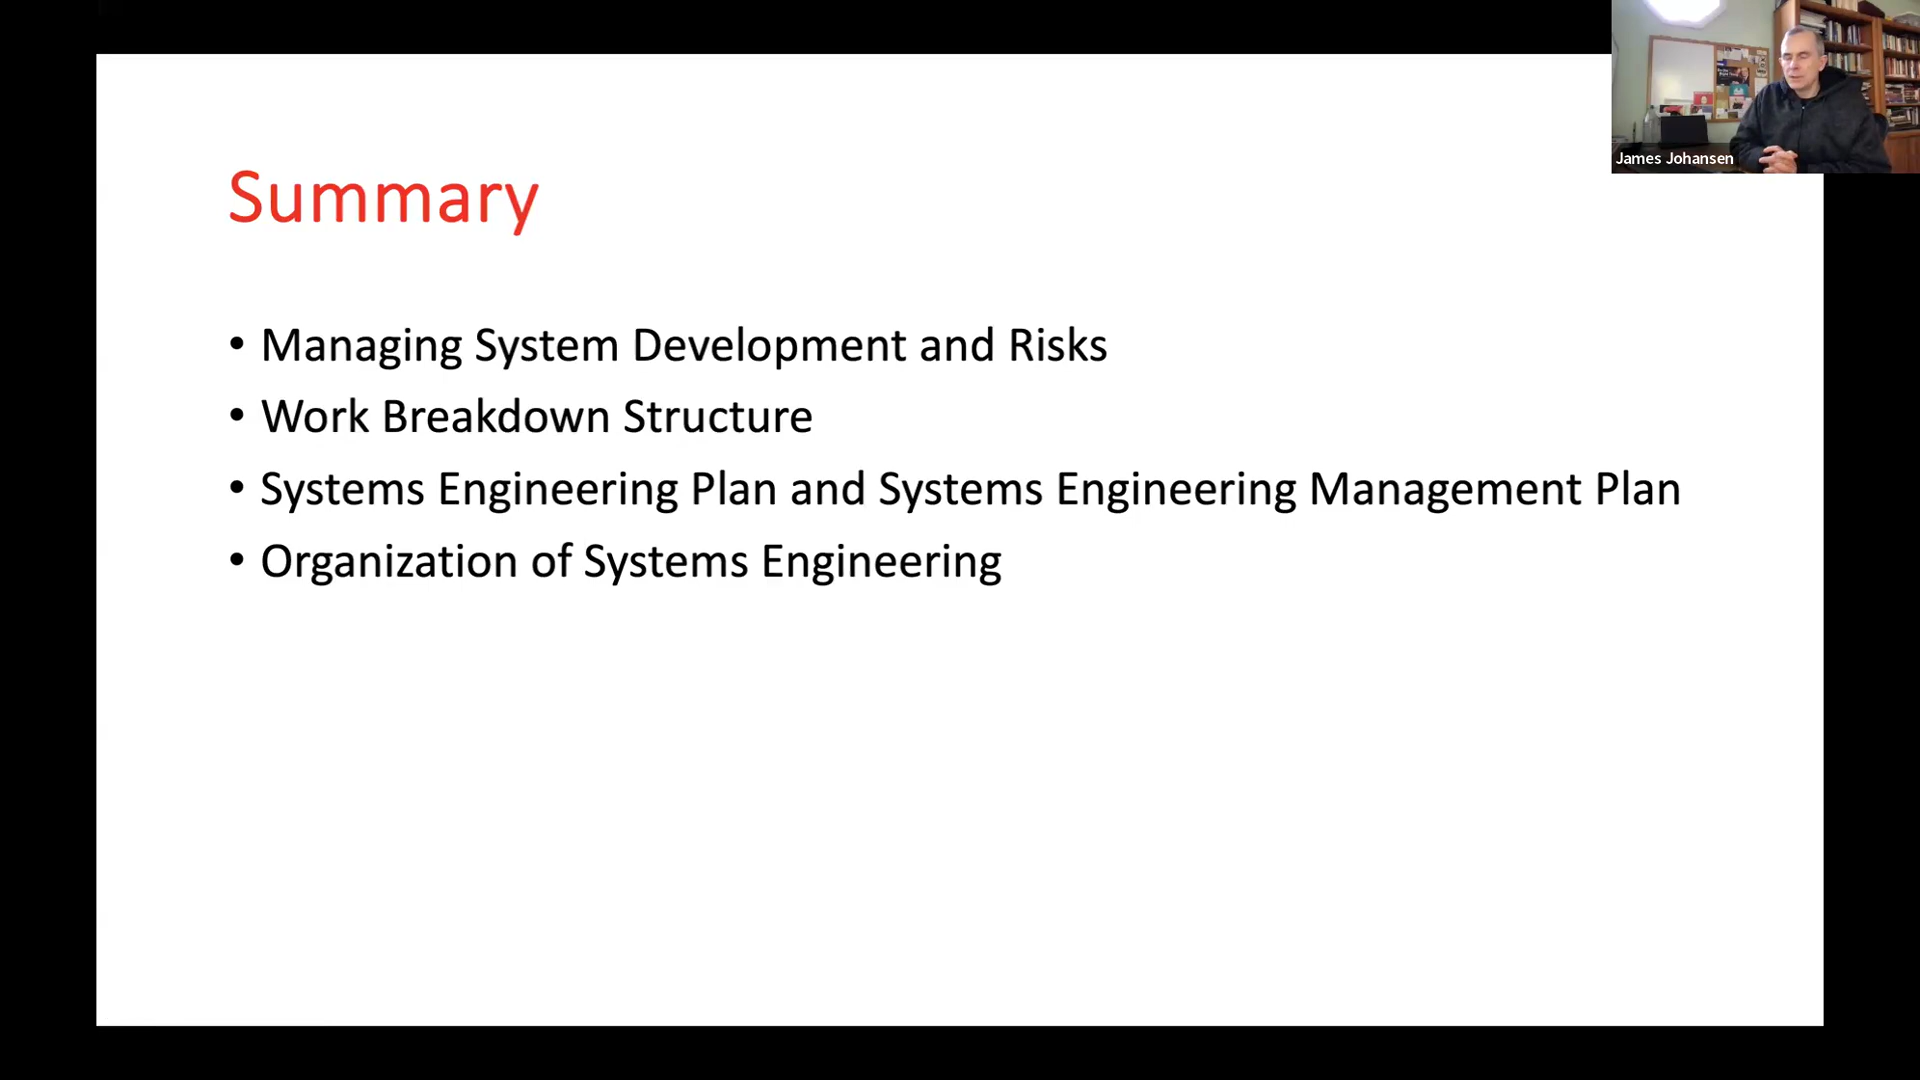 James Johansen
Summary
• Managing System Development and Risks
• Work Breakdown Structure
• Systems Engineering Plan and Systems Engineering Management Plan
• Organization of Systems Engineering